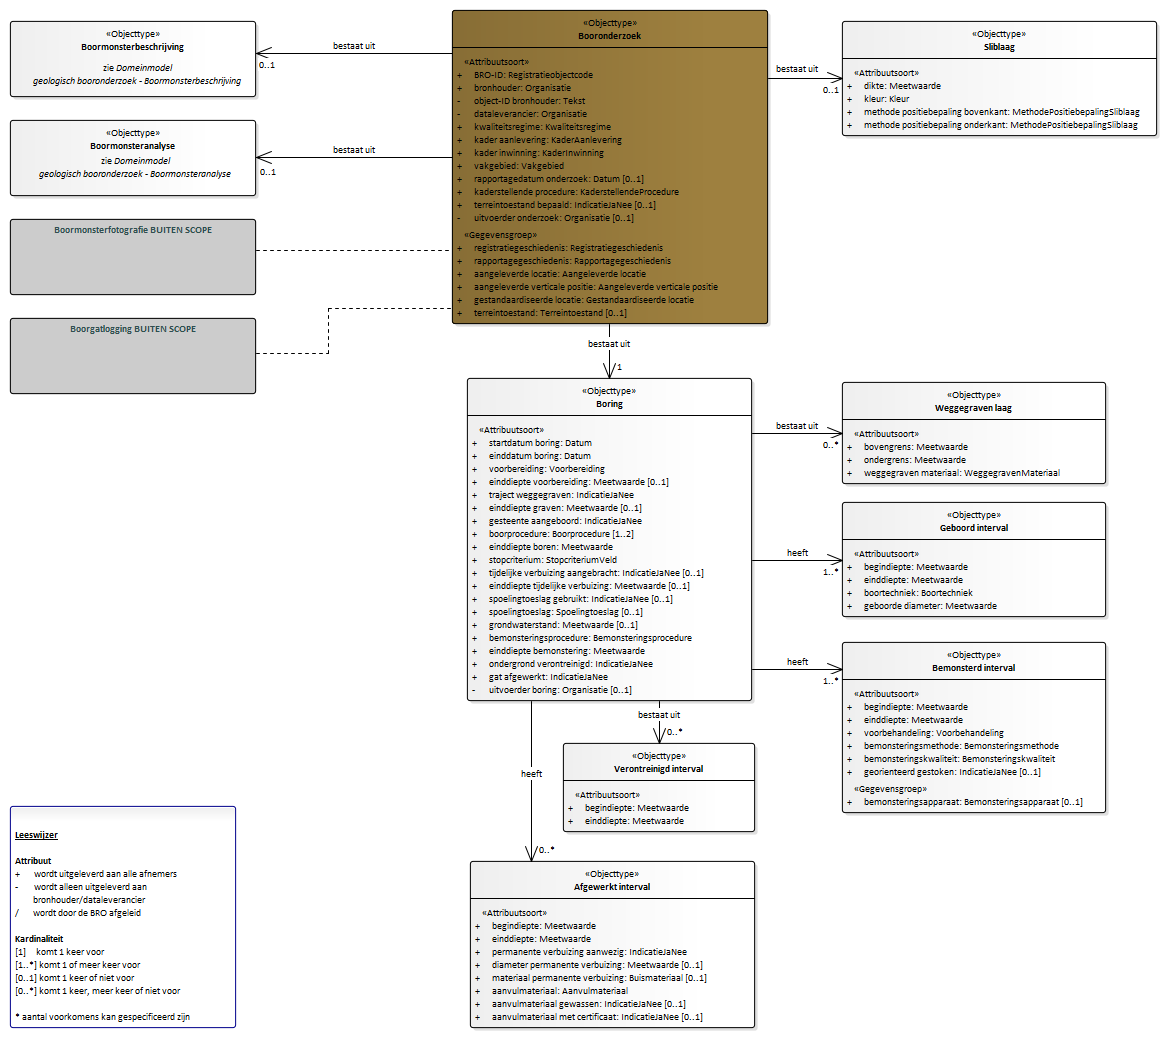 «Objecttype»
Boormonsterbeschrijving
zie Domeinmodel
geologisch booronderzoek - Boormonsterbeschrijving
bestaat uit
0..1
«Objecttype»
Boormonsteranalyse
zie Domeinmodel
geologisch booronderzoek - Boormonsteranalyse
bestaat uit
0..1
Boormonsterfotografie BUITEN SCOPE
Boorgatlogging BUITEN SCOPE
«Objecttype»
Booronderzoek
«Attribuutsoort»
+ BRO-ID: Registratieobjectcode
+ bronhouder: Organisatie
- object-ID bronhouder: Tekst
- dataleverancier: Organisatie
+ kwaliteitsregime: Kwaliteitsregime
+ kader aanlevering: KaderAanlevering
+ kader inwinning: KaderInwinning
+ vakgebied: Vakgebied
+ rapportagedatum onderzoek: Datum [0..1]
+ kaderstellende procedure: KaderstellendeProcedure
+ terreintoestand bepaald: IndicatieJaNee [0..1]
- uitvoerder onderzoek: Organisatie [0..1]
«Gegevensgroep»
+ registratiegeschiedenis: Registratiegeschiedenis
+ rapportagegeschiedenis: Rapportagegeschiedenis
+ aangeleverde locatie: Aangeleverde locatie
+ aangeleverde verticale positie: Aangeleverde verticale positie
+ gestandaardiseerde locatie: Gestandaardiseerde locatie
+ terreintoestand: Terreintoestand [0..1]
bestaat uit
0..1
«Objecttype»
Sliblaag
«Attribuutsoort»
+ dikte: Meetwaarde
+ kleur: Kleur
+ methode positiebepaling bovenkant: MethodePositiebepalingSliblaag
+ methode positiebepaling onderkant: MethodePositiebepalingSliblaag
bestaat uit
1
«Objecttype»
Boring
«Attribuutsoort»
+ startdatum boring: Datum
+ einddatum boring: Datum
+ voorbereiding: Voorbereiding
+ einddiepte voorbereiding: Meetwaarde [0..1]
+ traject weggegraven: IndicatieJaNee
+ einddiepte graven: Meetwaarde [0..1]
+ gesteente aangeboord: IndicatieJaNee
+ boorprocedure: Boorprocedure [1..2]
+ einddiepte boren: Meetwaarde
+ stopcriterium: StopcriteriumVeld
+ tijdelijke verbuizing aangebracht: IndicatieJaNee [0..1]
+ einddiepte tijdelijke verbuizing: Meetwaarde [0..1]
+ spoelingtoeslag gebruikt: IndicatieJaNee [0..1]
+ spoelingtoeslag: Spoelingtoeslag [0..1]
+ grondwaterstand: Meetwaarde [0..1]
+ bemonsteringsprocedure: Bemonsteringsprocedure
+ einddiepte bemonstering: Meetwaarde
+ ondergrond verontreinigd: IndicatieJaNee
+ gat afgewerkt: IndicatieJaNee
- uitvoerder boring: Organisatie [0..1]
bestaat uit
0..*
«Objecttype»
Weggegraven laag
«Attribuutsoort»
+ bovengrens: Meetwaarde
+ ondergrens: Meetwaarde
+ weggegraven materiaal: WeggegravenMateriaal
heeft
1..*
«Objecttype»
Geboord interval
«Attribuutsoort»
+ begindiepte: Meetwaarde
+ einddiepte: Meetwaarde
+ boortechniek: Boortechniek
+ geboorde diameter: Meetwaarde
heeft
1..*
«Objecttype»
Bemonsterd interval
«Attribuutsoort»
+ begindiepte: Meetwaarde
+ einddiepte: Meetwaarde
+ voorbehandeling: Voorbehandeling
+ bemonsteringsmethode: Bemonsteringsmethode
+ bemonsteringskwaliteit: Bemonsteringskwaliteit
+ georienteerd gestoken: IndicatieJaNee [0..1]
«Gegevensgroep»
+ bemonsteringsapparaat: Bemonsteringsapparaat [0..1]
bestaat uit
0..*
«Objecttype»
Verontreinigd interval
«Attribuutsoort»
+ begindiepte: Meetwaarde
+ einddiepte: Meetwaarde
heeft
0..*
«Objecttype»
Afgewerkt interval
«Attribuutsoort»
+ begindiepte: Meetwaarde
+ einddiepte: Meetwaarde
+ permanente verbuizing aanwezig: IndicatieJaNee
+ diameter permanente verbuizing: Meetwaarde [0..1]
+ materiaal permanente verbuizing: Buismateriaal [0..1]
+ aanvulmateriaal: Aanvulmateriaal
+ aanvulmateriaal gewassen: IndicatieJaNee [0..1]
+ aanvulmateriaal met certificaat: IndicatieJaNee [0..1]
Leeswijzer
Attribuut
+ wordt uitgeleverd aan alle afnemers
- wordt alleen uitgeleverd aan
bronhouder/dataleverancier
/ wordt door de BRO afgeleid
Kardinaliteit
[1] komt 1 keer voor
[1..*] komt 1 of meer keer voor
[0..1] komt 1 keer of niet voor
[0..*] komt 1 keer, meer keer of niet voor
* aantal voorkomens kan gespecificeerd zijn